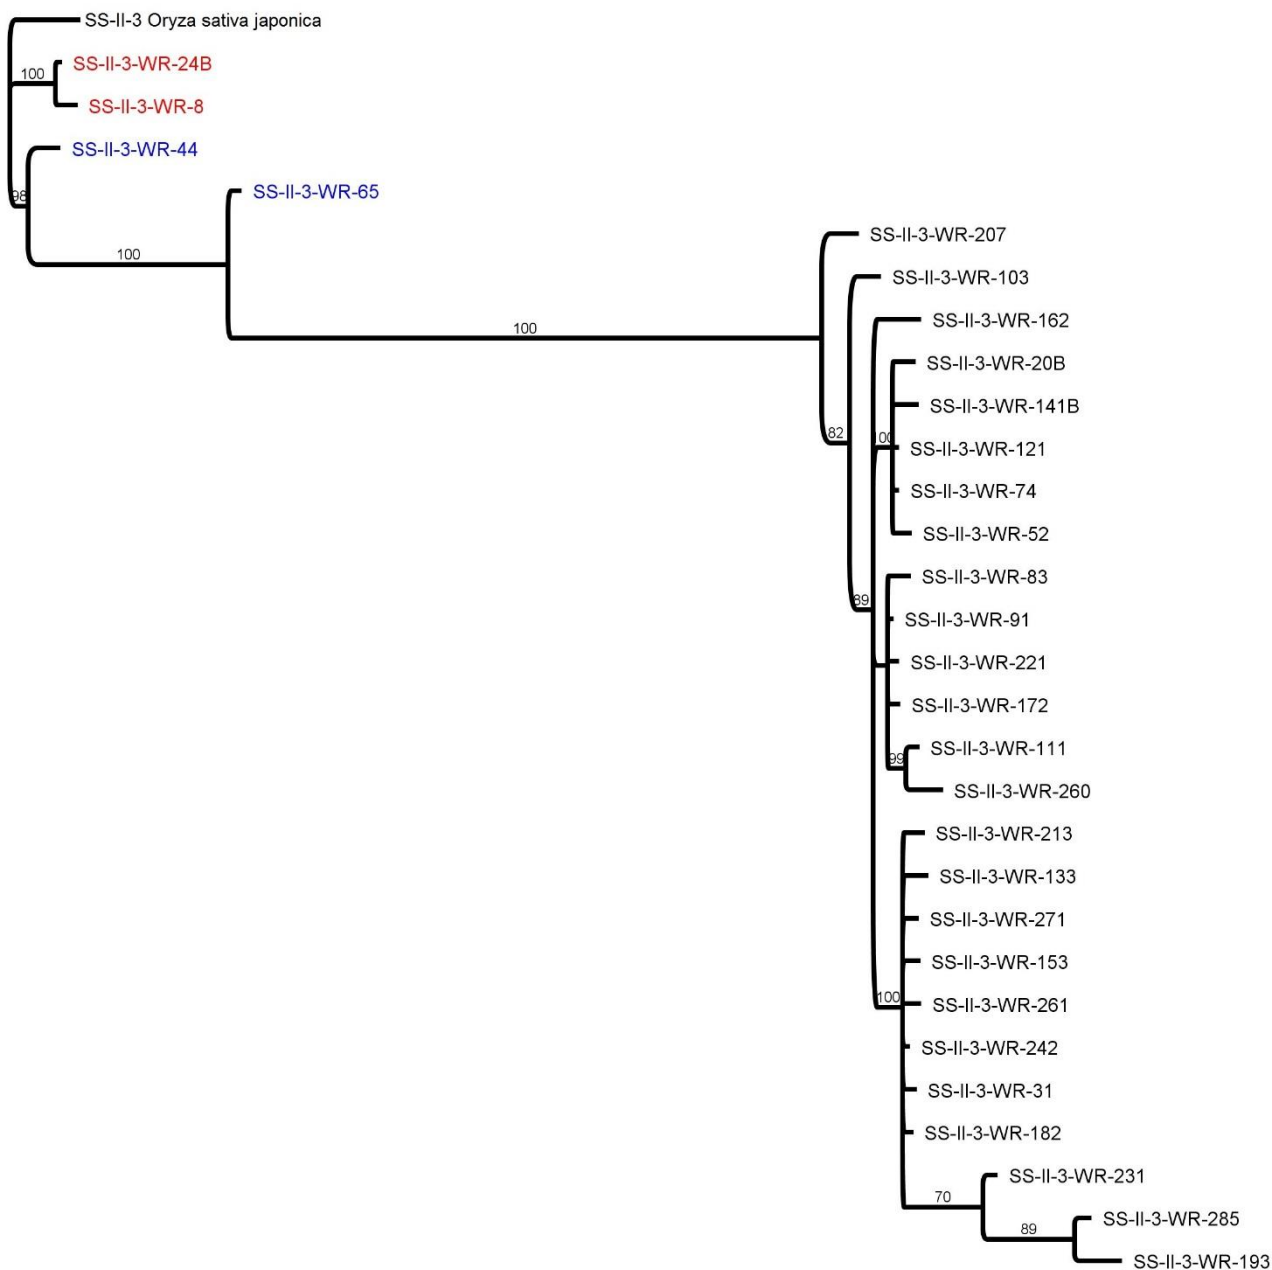 SS-II-3 Oryza sativa japonica
SS-II-3-WR-24B
100
SS-II-3-WR-8
SS-II-3-WR-44
98
SS-II-3-WR-65
100
SS-II-3-WR-207
SS-II-3-WR-103
SS-II-3-WR-162
100
SS-II-3-WR-20B
SS-II-3-WR-141B
82
100
SS-II-3-WR-121
SS-II-3-WR-74
SS-II-3-WR-52
SS-II-3-WR-83
89
SS-II-3-WR-91
SS-II-3-WR-221
SS-II-3-WR-172
SS-II-3-WR-111
99
SS-II-3-WR-260
SS-II-3-WR-213
SS-II-3-WR-133
SS-II-3-WR-271
SS-II-3-WR-153
100
SS-II-3-WR-261
SS-II-3-WR-242
SS-II-3-WR-31
SS-II-3-WR-182
SS-II-3-WR-231
70
SS-II-3-WR-285
89
SS-II-3-WR-193